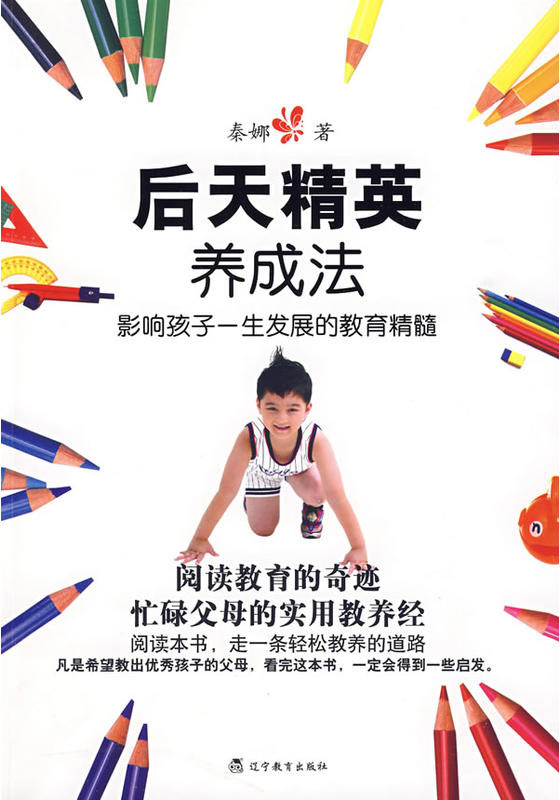 秦娜 著
后天精英
养成法
影响孩子一生发展的教育精髓
n
阅读教育的奇迹
忙碌父母的实用教养经
阅读本书，走一条轻松教养的道路
凡是希望教出优秀孩子的父母，看完这本书，一定会得到一些启发。
辽宁教育出版社